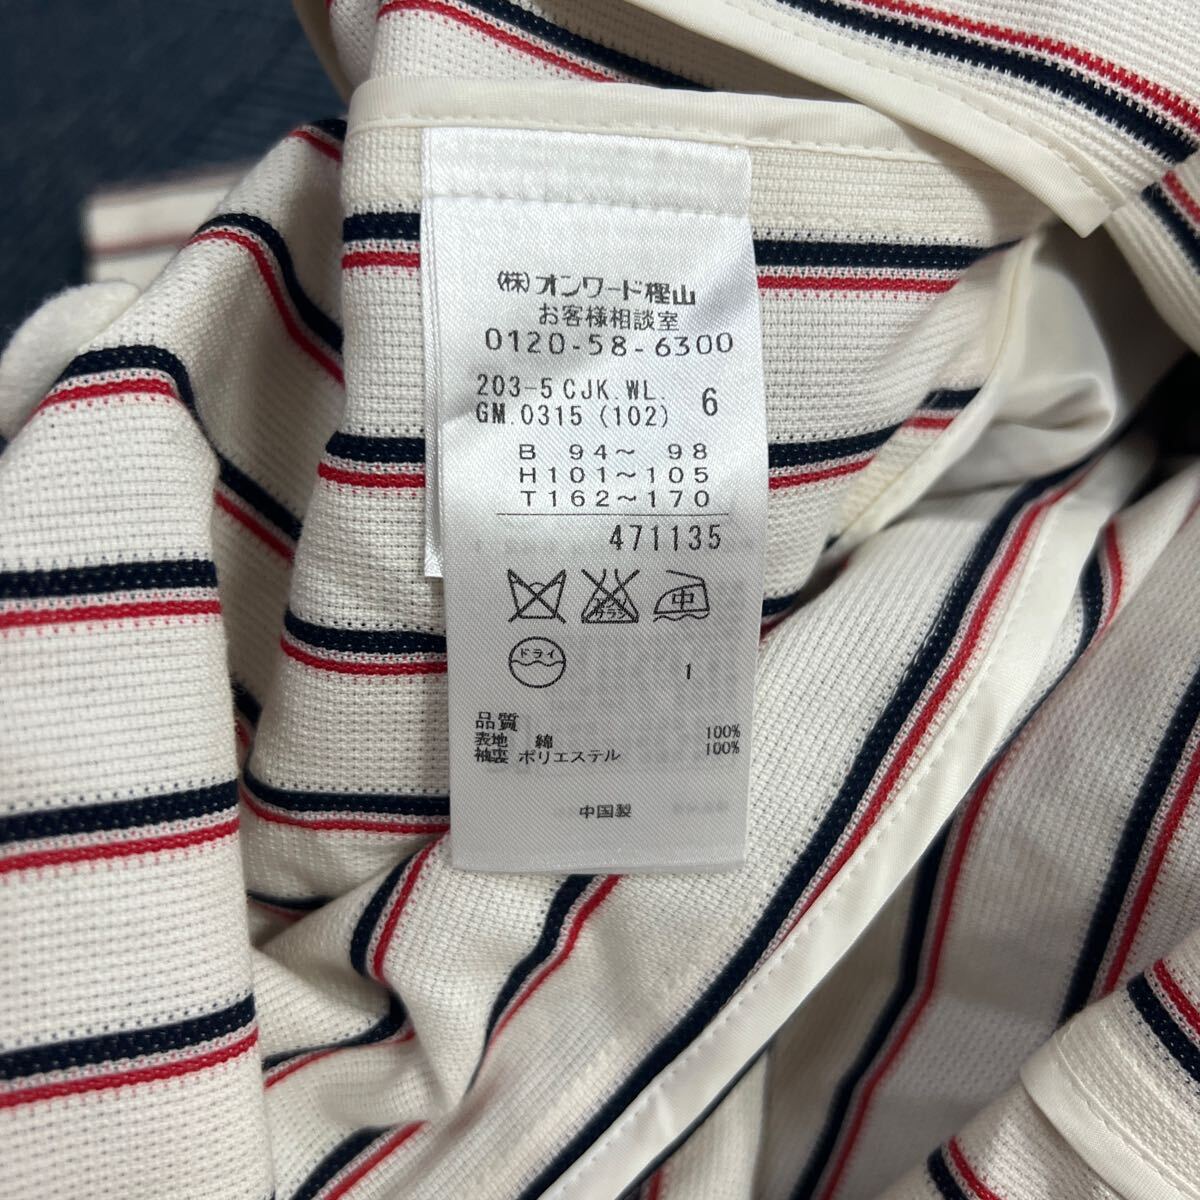 (株)オンワード樫山
お客様相談室
0120-58-6300
203-5 CJK.WL.
GM.0315 (102) 6
B 94～ 98
H101～105
T162～170
471135
中
ドライ
1
品質
表地 綿 100%
袖裏 ポリエステル 100%
中国製